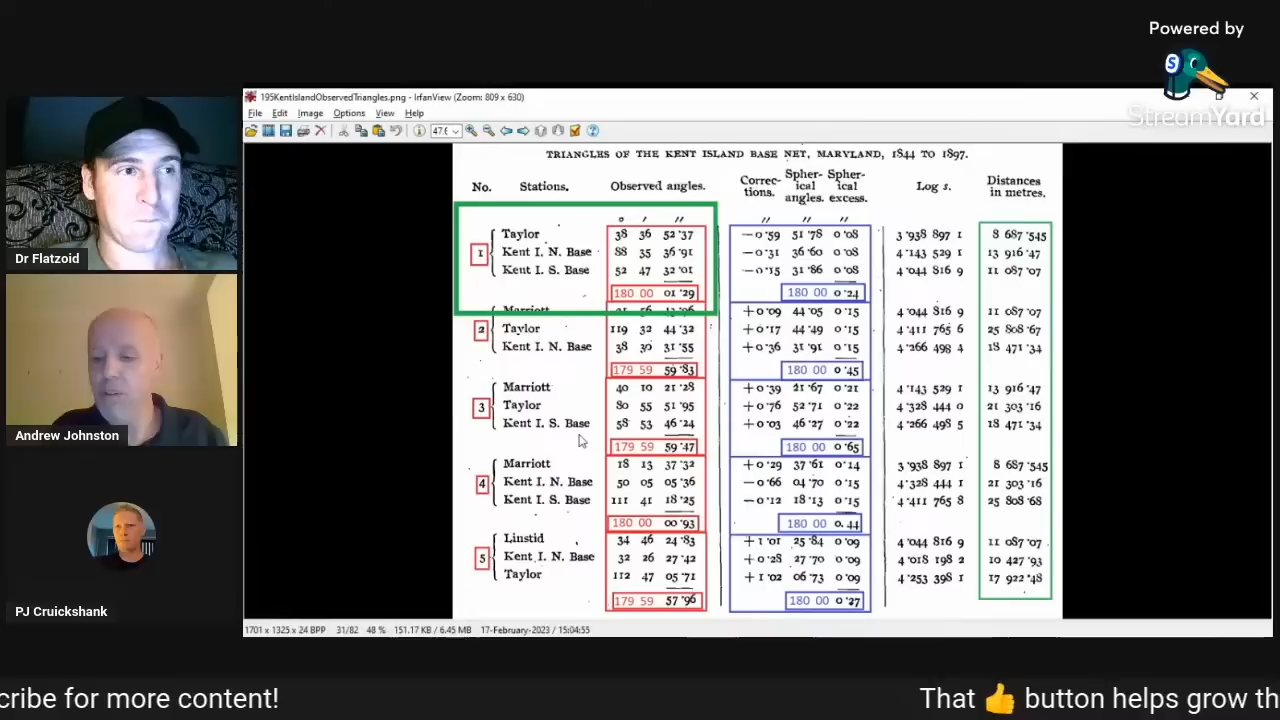 Powered by
S
StreamYard
195KentIslandObservedTriangles.png - IrfanView (Zoom: 809 x 630)
File Edit Image Options View Help
TRIANGLES OF THE KENT ISLAND BASE NET, MARYLAND, 1844 TO 1897.
No. Stations. Observed angles. Correc-tions. Spher-ical angles. Spher-ical excess. Log s. Distances in metres.
° ′ ″ ″ ″ ″
Taylor 38 36 52·37 −0·59 51·78 0·08 3·938 897 1 8 687·545
1 Kent I. N. Base 88 35 36·91 −0·31 36·60 0·08 4·143 529 1 13 916·47
Kent I. S. Base 52 47 32·01 −0·15 31·86 0·08 4·044 816 9 11 087·07
180 00 01·29 180 00 0·24
Marriott +0·09 44·05 0·15 4·044 816 9 11 087·07
2 Taylor 119 32 44·32 +0·17 44·49 0·15 4·411 765 6 25 808·67
Kent I. N. Base 38 30 31·55 +0·36 31·91 0·15 4·266 498 4 18 471·34
179 59 59·83 180 00 0·45
Marriott 40 10 21·28 +0·39 21·67 0·21 4·143 529 1 13 916·47
3 Taylor 80 55 51·95 +0·76 52·71 0·22 4·328 444 0 21 303·16
Kent I. S. Base 58 53 46·24 +0·03 46·27 0·22 4·266 498 5 18 471·34
179 59 59·47 180 00 0·65
Marriott 18 13 37·32 +0·29 37·61 0·14 3·938 897 1 8 687·545
4 Kent I. N. Base 50 05 05·36 −0·66 04·70 0·15 4·328 444 1 21 303·16
Kent I. S. Base 111 41 18·25 −0·12 18·13 0·15 4·411 765 8 25 808·68
180 00 00·93 180 00 0·44
Linstid 34 46 24·83 +1·01 25·84 0·09 4·044 816 9 11 087·07
5 Kent I. N. Base 32 26 27·42 +0·28 27·70 0·09 4·018 198 2 10 427·93
Taylor 112 47 05·71 +1·02 06·73 0·09 4·253 398 1 17 922·48
179 59 57·96 180 00 0·27
1701 x 1325 x 24 BPP 31/82 48 % 151.17 KB / 6.45 MB 17-February-2023 / 15:04:55
Dr Flatzoid
Andrew Johnston
PJ Cruickshank
cribe for more content! That 👍 button helps grow th